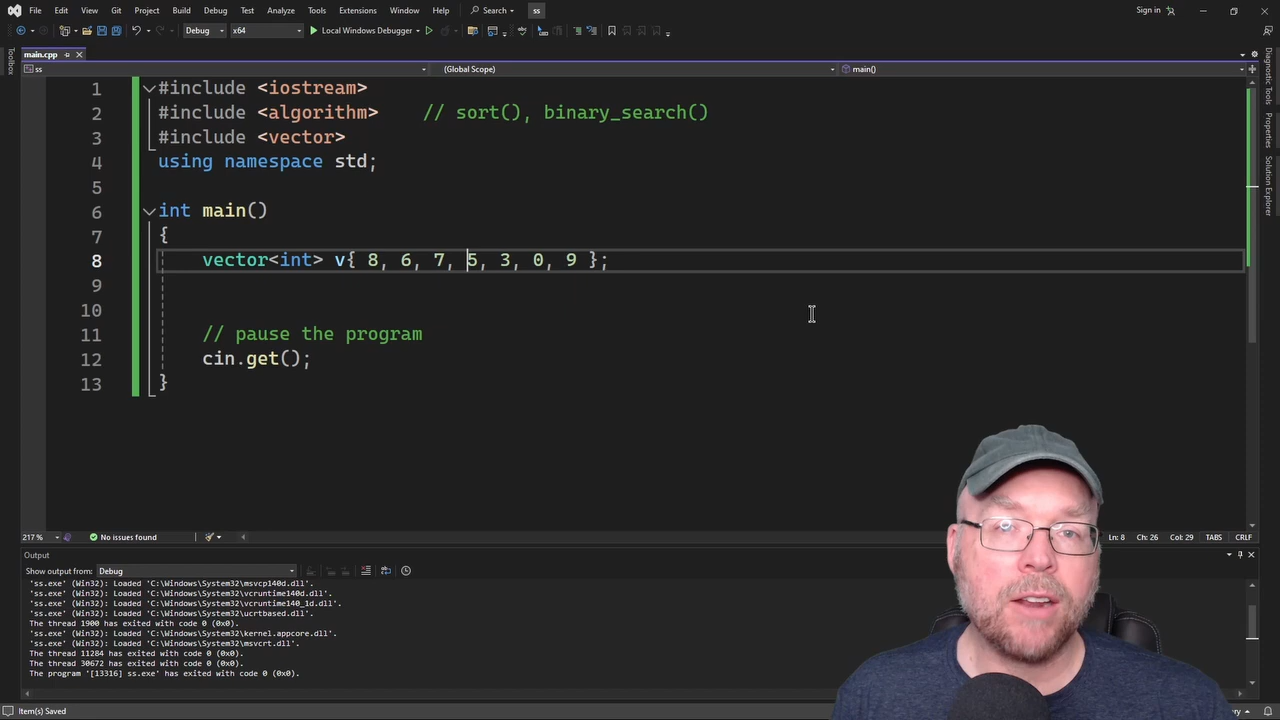 File Edit View Git Project Build Debug Test Analyze Tools Extensions Window Help Search ss Sign in
Debug x64 Local Windows Debugger
main.cpp
ss (Global Scope) main()
Toolbox
Diagnostic Tools
Properties
Solution Explorer
1 #include <iostream>
2 #include <algorithm> // sort(), binary_search()
3 #include <vector>
4 using namespace std;
5
6 int main()
7 {
8 vector<int> v{ 8, 6, 7, 5, 3, 0, 9 };
9
10
11 // pause the program
12 cin.get();
13 }
217 % No issues found Ln: 8 Ch: 26 Col: 29 TABS CRLF
Output
Show output from: Debug
'ss.exe' (Win32): Loaded 'C:\Windows\System32\msvcp140d.dll'.
'ss.exe' (Win32): Loaded 'C:\Windows\System32\vcruntime140d.dll'.
'ss.exe' (Win32): Loaded 'C:\Windows\System32\vcruntime140_1d.dll'.
'ss.exe' (Win32): Loaded 'C:\Windows\System32\ucrtbased.dll'.
The thread 1900 has exited with code 0 (0x0).
'ss.exe' (Win32): Loaded 'C:\Windows\System32\kernel.appcore.dll'.
'ss.exe' (Win32): Loaded 'C:\Windows\System32\msvcrt.dll'.
The thread 11284 has exited with code 0 (0x0).
The thread 30672 has exited with code 0 (0x0).
The program '[13316] ss.exe' has exited with code 0 (0x0).
Item(s) Saved